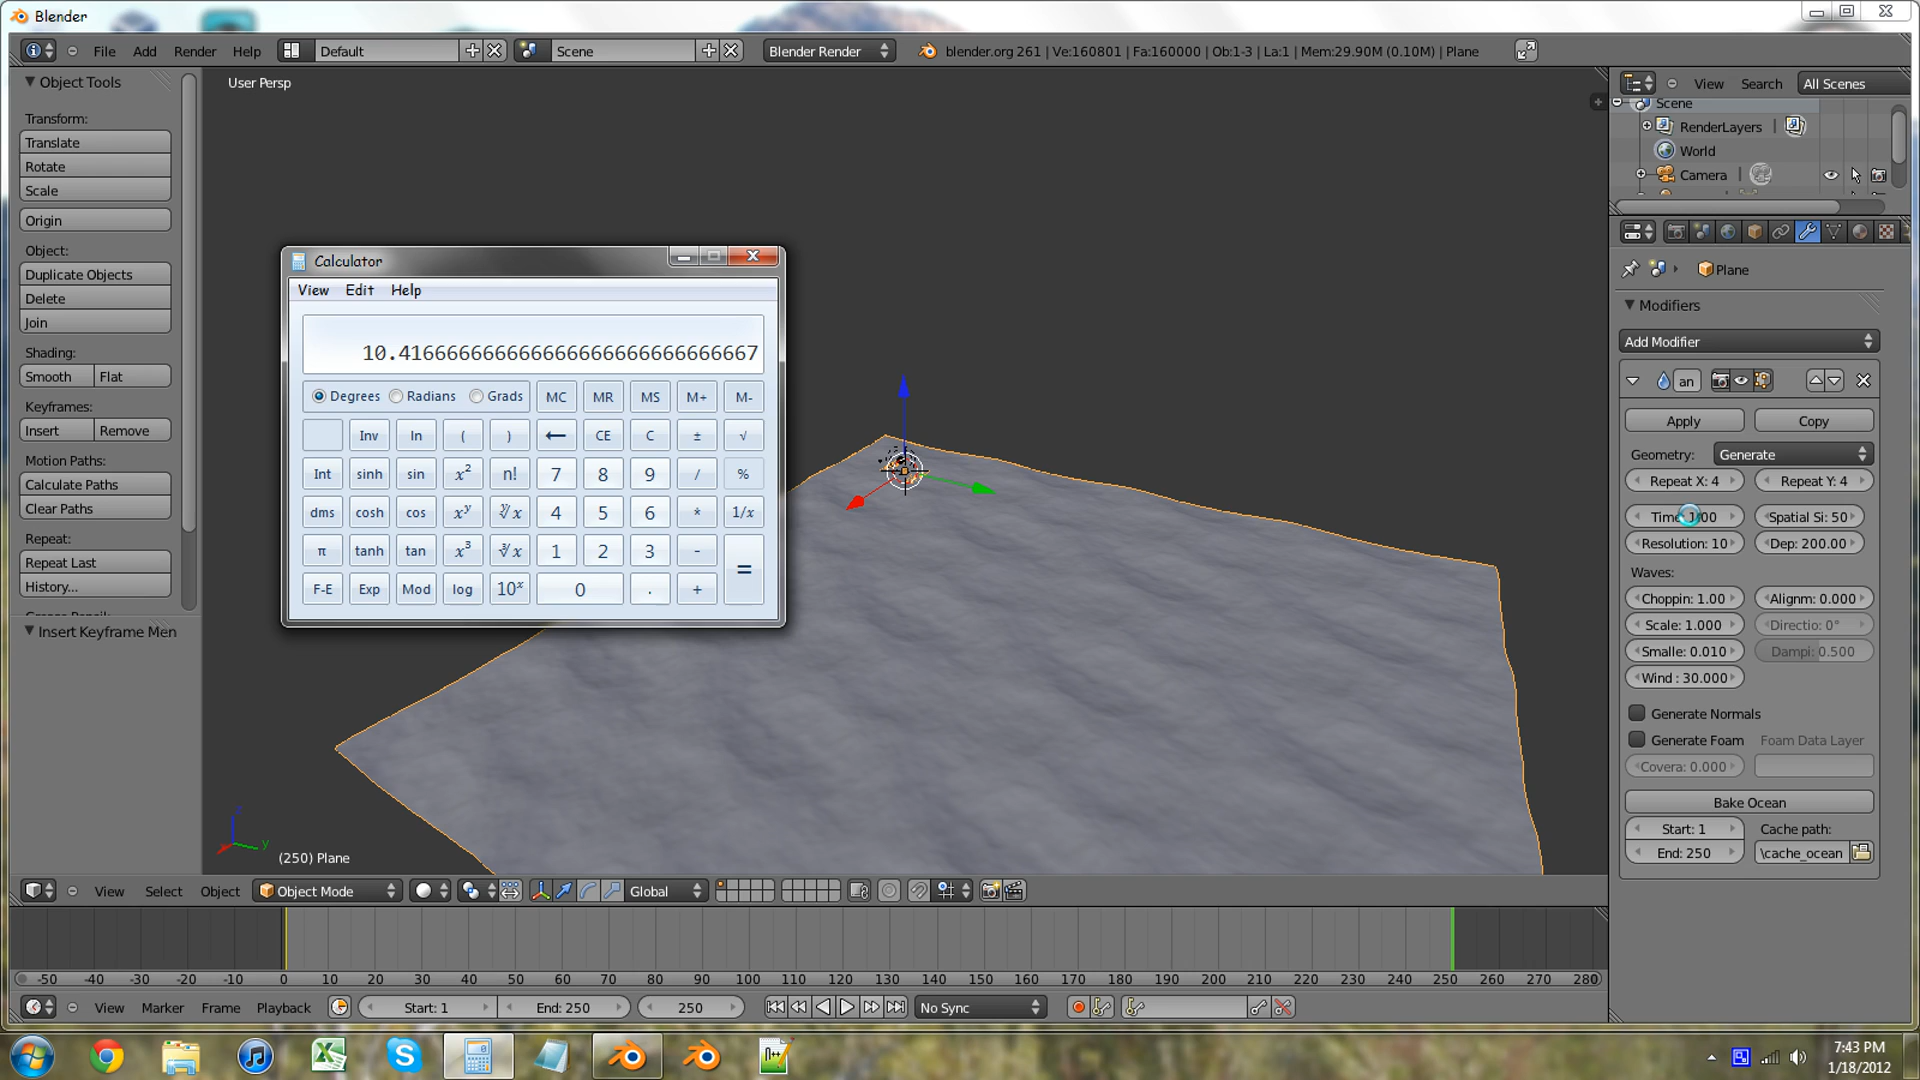 Blender
File Add Render Help Default Scene Blender Render blender.org 261 | Ve:160801 | Fa:160000 | Ob:1-3 | La:1 | Mem:29.90M (0.10M) | Plane
Object Tools
Transform:
Translate
Rotate
Scale
Origin
Object:
Duplicate Objects
Delete
Join
Shading:
Smooth Flat
Keyframes:
Insert Remove
Motion Paths:
Calculate Paths
Clear Paths
Repeat:
Repeat Last
History...
Insert Keyframe Men
User Persp
Calculator
View Edit Help
10.416666666666666666666666666667
Degrees Radians Grads MC MR MS M+ M-
Inv ln ( ) ← CE C ± √
Int sinh sin x² n! 7 8 9 / %
dms cosh cos xʸ ʸ√x 4 5 6 * 1/x
π tanh tan x³ ³√x 1 2 3 - =
F-E Exp Mod log 10ˣ 0 . +
z
y
(250) Plane
View Select Object Object Mode Global
-50 -40 -30 -20 -10 0 10 20 30 40 50 60 70 80 90 100 110 120 130 140 150 160 170 180 190 200 210 220 230 240 250 260 270 280
View Marker Frame Playback Start: 1 End: 250 250 No Sync
View Search All Scenes
Scene
RenderLayers
World
Camera
Plane
Modifiers
Add Modifier
an
Apply Copy
Geometry: Generate
Repeat X: 4 Repeat Y: 4
Time 1.00 Spatial Si: 50
Resolution: 10 Dep: 200.00
Waves:
Choppin: 1.00 Alignm: 0.000
Scale: 1.000 Directio: 0°
Smalle: 0.010 Dampi: 0.500
Wind : 30.000
Generate Normals
Generate Foam Foam Data Layer
Covera: 0.000
Bake Ocean
Start: 1 Cache path:
End: 250 \cache_ocean
7:43 PM
1/18/2012